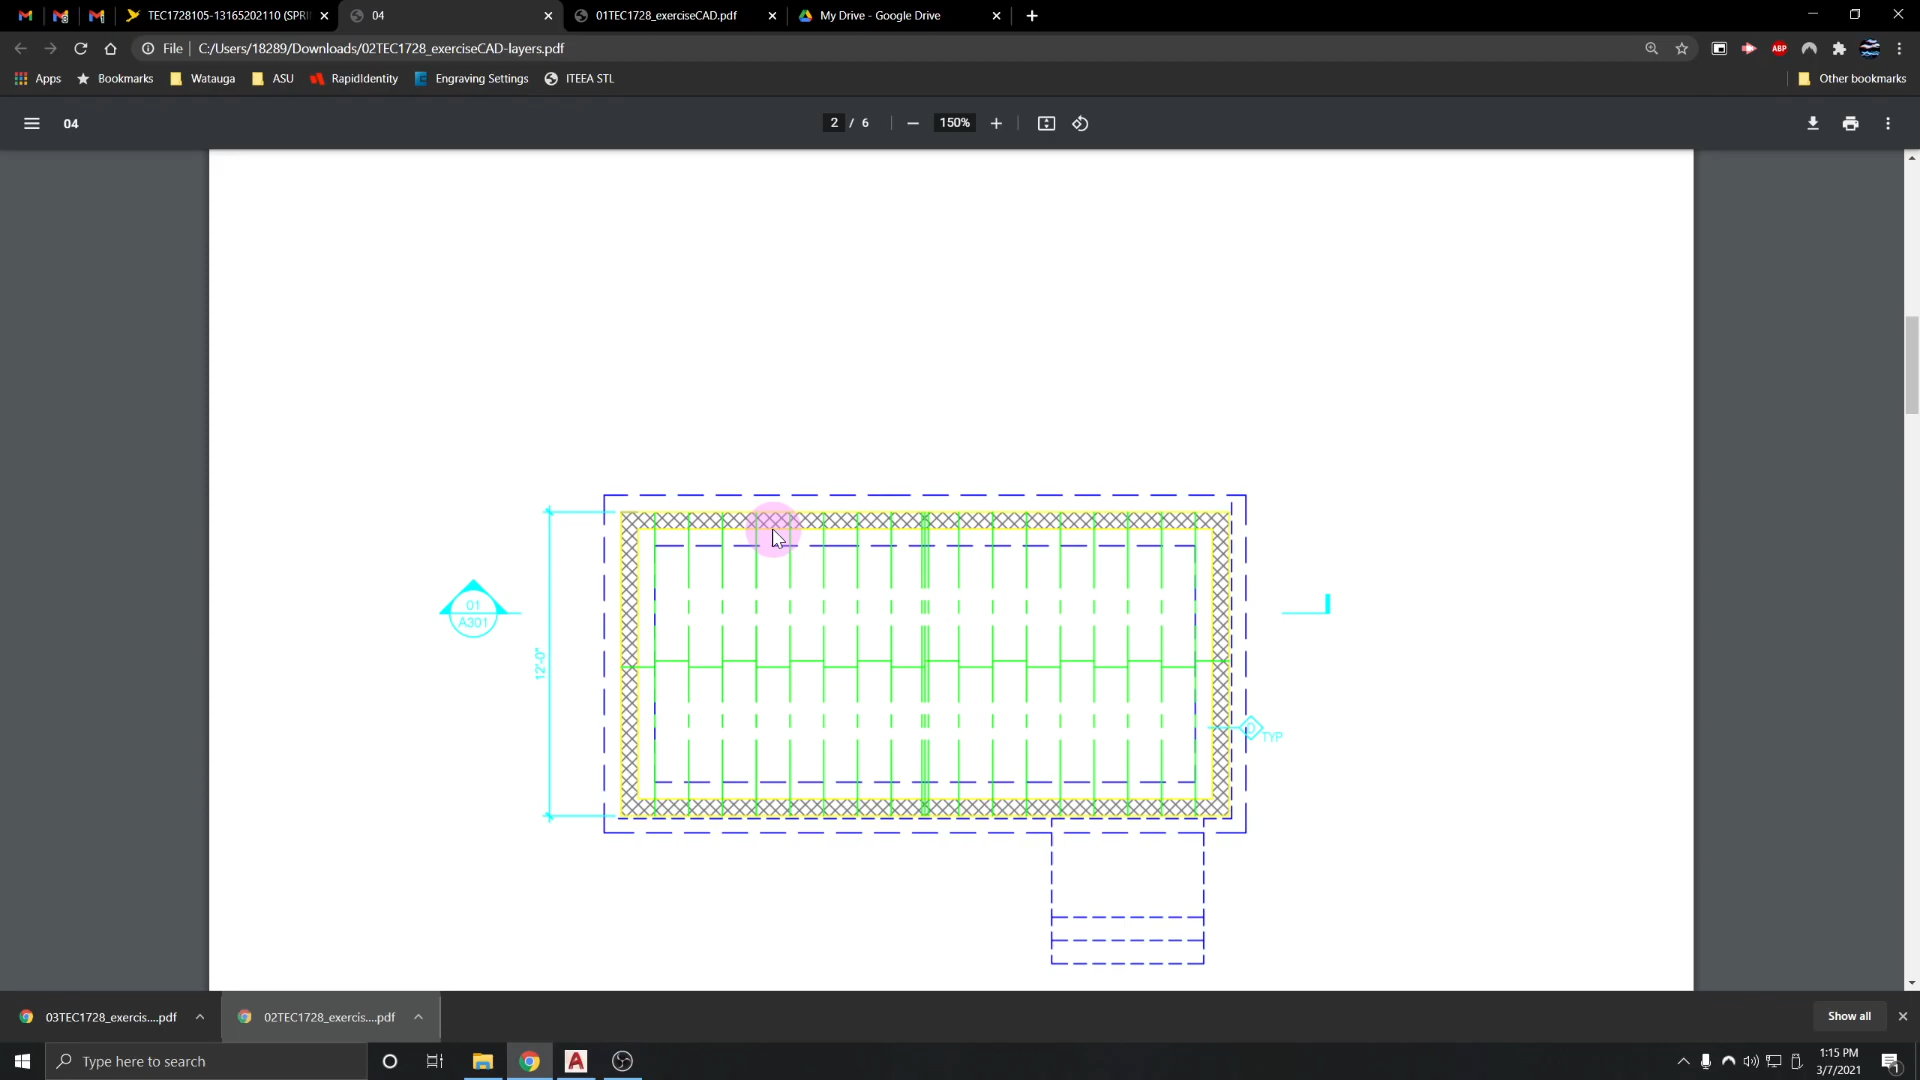 TEC1728105-13165202110 (SPRI
04
01TEC1728_exerciseCAD.pdf
My Drive - Google Drive
File
C:/Users/18289/Downloads/02TEC1728_exerciseCAD-layers.pdf
ABP
Apps
Bookmarks
Watauga
ASU
RapidIdentity
Engraving Settings
ITEEA STL
Other bookmarks
04
2 / 6
150%
01
A301
12'-0"
D
TYP
03TEC1728_exercis....pdf
02TEC1728_exercis....pdf
Show all
Type here to search
1:15 PM
3/7/2021
1